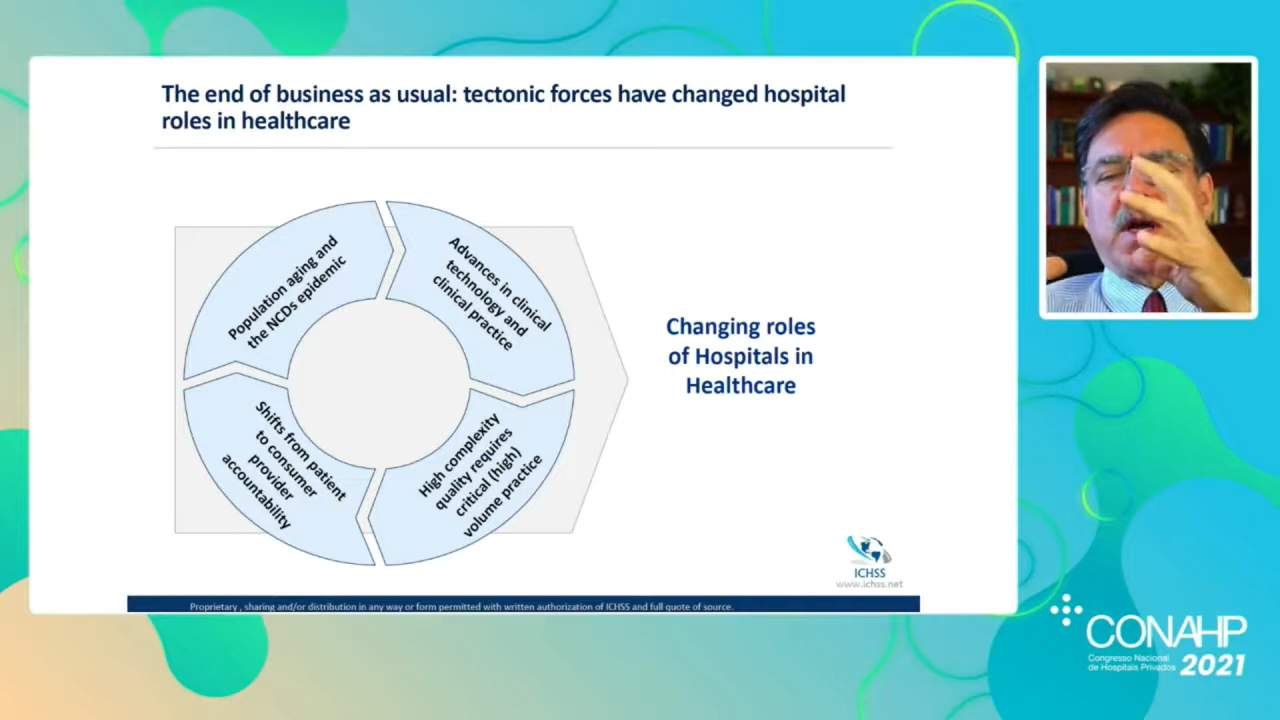 The end of business as usual: tectonic forces have changed hospital
roles in healthcare
Population aging and
the NCDs epidemic
Advances in clinical
technology and
clinical practice
Shifts from patient
to consumer
provider
accountability
High complexity
quality requires
critical (high)
volume practice
Changing roles
of Hospitals in
Healthcare
ICHSS
www.ichss.net
Proprietary , sharing and/or distribution in any way or form permitted with written authorization of ICHSS and full quote of source.
CONAHP
Congresso Nacional
de Hospitais Privados
2021